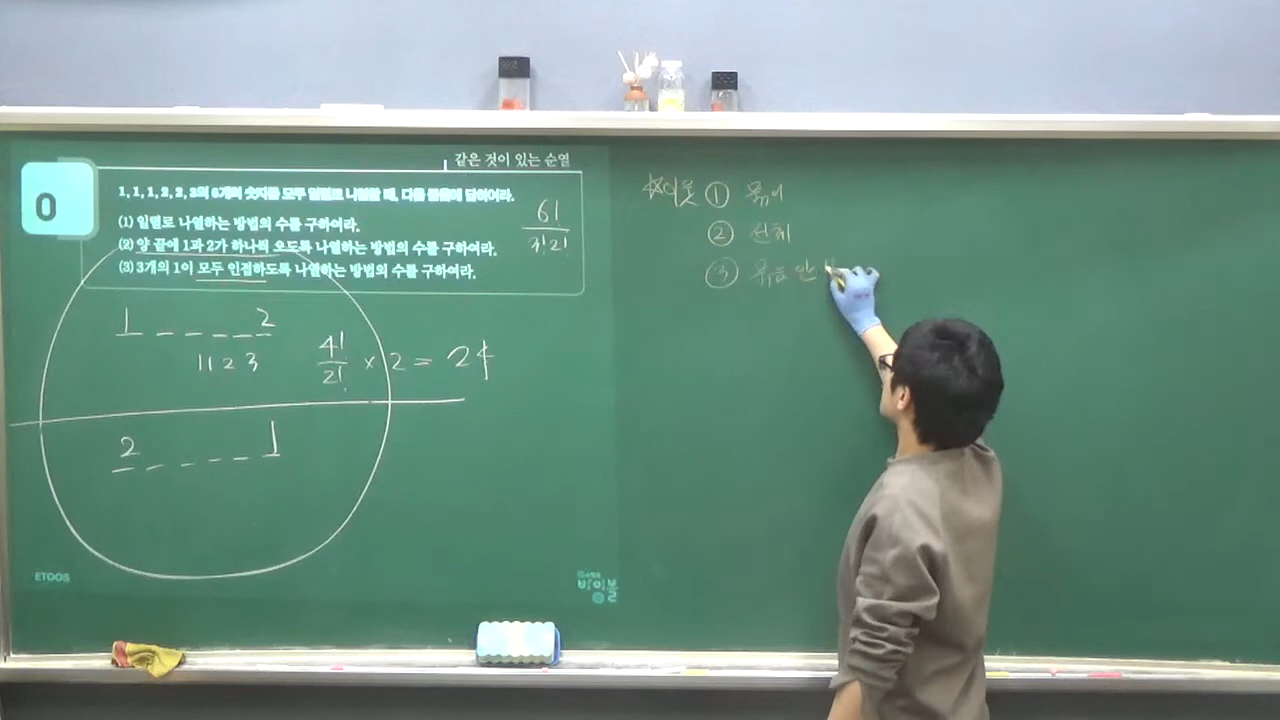 같은 것이 있는 순열
0
1, 1, 1, 2, 2, 3의 6개의 숫자를 모두 일렬로 나열할 때, 다음 물음에 답하여라.
(1) 일렬로 나열하는 방법의 수를 구하여라.
(2) 양 끝에 1과 2가 하나씩 오도록 나열하는 방법의 수를 구하여라.
(3) 3개의 1이 모두 인접하도록 나열하는 방법의 수를 구하여라.
6!
3!2!
1 _ _ _ _ 2
1 1 2 3
4!/2! × 2 = 24
2 _ _ _ _ 1
ETOOS
☆이웃 ① 묶어
② 전체
③ 묶음 안